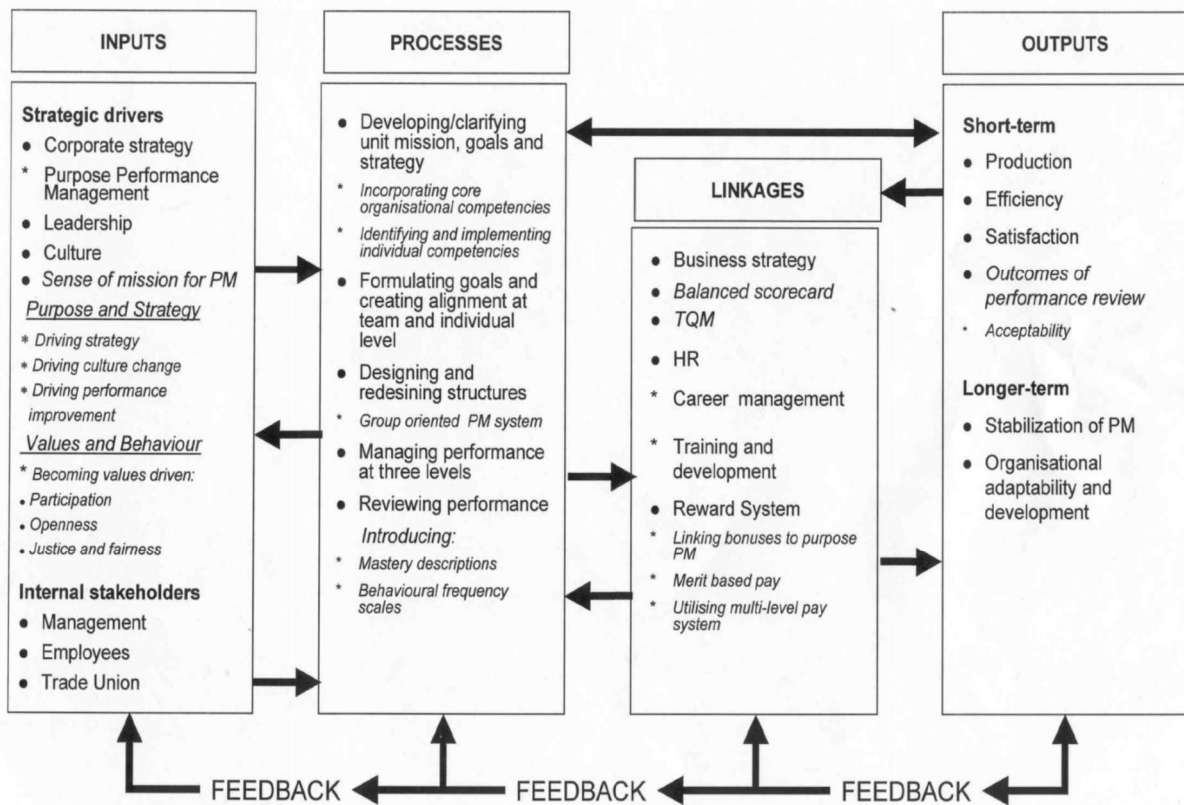 INPUTS
Strategic drivers
● Corporate strategy
* Purpose Performance
Management
● Leadership
● Culture
● Sense of mission for PM
Purpose and Strategy
* Driving strategy
* Driving culture change
* Driving performance
improvement
Values and Behaviour
* Becoming values driven:
• Participation
• Openness
• Justice and fairness
Internal stakeholders
● Management
● Employees
● Trade Union
PROCESSES
● Developing/clarifying
unit mission, goals and
strategy
* Incorporating core
organisational competencies
* Identifying and implementing
individual competencies
● Formulating goals and
creating alignment at
team and individual
level
● Designing and
redesining structures
* Group oriented PM system
● Managing performance
at three levels
● Reviewing performance
Introducing:
* Mastery descriptions
* Behavioural frequency
scales
LINKAGES
● Business strategy
● Balanced scorecard
● TQM
● HR
* Career management
* Training and
development
● Reward System
* Linking bonuses to purpose
PM
* Merit based pay
* Utilising multi-level pay
system
OUTPUTS
Short-term
● Production
● Efficiency
● Satisfaction
● Outcomes of
performance review
* Acceptability
Longer-term
● Stabilization of PM
● Organisational
adaptability and
development
FEEDBACK
FEEDBACK
FEEDBACK